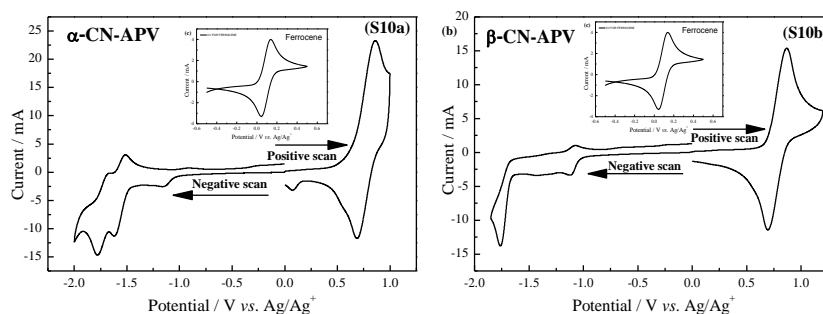 α-CN-APV
(S10a)
(c)
Ferrocene
Current / mA
Potential / V vs. Ag/Ag+
Positive scan
Negative scan
25
20
15
10
5
0
-5
-10
-15
Current / mA
-2.0 -1.5 -1.0 -0.5 0.0 0.5 1.0
Potential / V vs. Ag/Ag+
(b)
β-CN-APV
(S10b)
(c)
Ferrocene
Current / mA
Potential / V vs. Ag/Ag+
Positive scan
Negative scan
20
15
10
5
0
-5
-10
-15
-20
Current / mA
-2.0 -1.5 -1.0 -0.5 0.0 0.5 1.0
Potential / V vs. Ag/Ag+